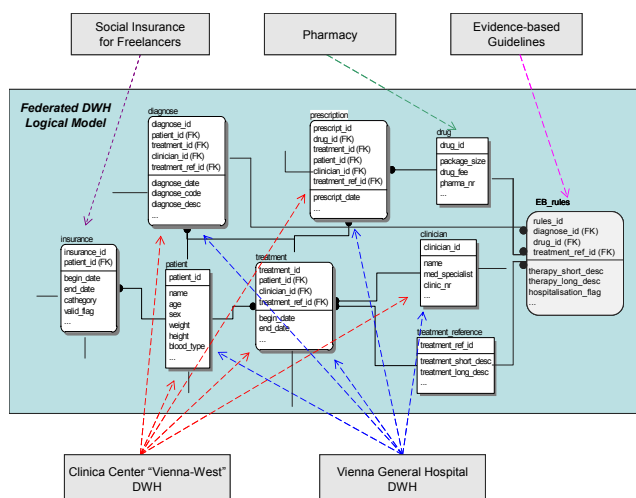 Social Insurance
for Freelancers
Pharmacy
Evidence-based
Guidelines
Federated DWH
Logical Model
diagnose
diagnose_id
patient_id (FK)
treatment_id (FK)
clinician_id (FK)
treatment_ref_id (FK)
diagnose_date
diagnose_code
diagnose_desc
...
prescription
prescript_id
drug_id (FK)
treatment_id (FK)
patient_id (FK)
clinician_id (FK)
treatment_ref_id (FK)
prescript_date
...
drug
drug_id
package_size
drug_fee
pharma_nr
...
EB_rules
rules_id
diagnose_id (FK)
drug_id (FK)
treatment_ref_id (FK)
therapy_short_desc
therapy_long_desc
hospitalisation_flag
...
insurance
insurance_id
patient_id (FK)
begin_date
end_date
cathegory
valid_flag
...
patient
patient_id
name
age
sex
weight
height
blood_type
...
treatment
treatment_id
patient_id (FK)
clinician_id (FK)
treatment_ref_id (FK)
begin_date
end_date
...
clinician
clinician_id
name
med_specialist
clinic_nr
...
treatment_reference
treatment_ref_id
treatment_short_desc
treatment_long_desc
...
Clinica Center “Vienna-West”
DWH
Vienna General Hospital
DWH